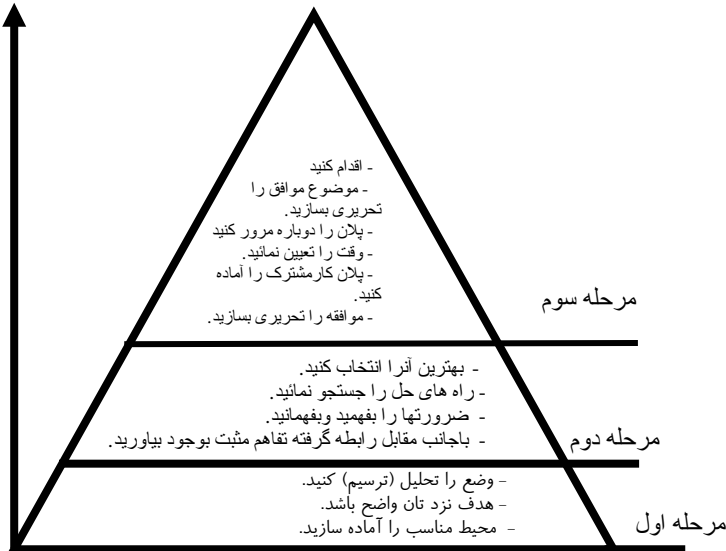 - اقدام کنید
- موضوع موافق را
تحریری بسازید.
- پلان را دوباره مرور کنید
- وقت را تعیین نمائید.
- پلان کارمشترک را آماده
کنید.
- موافقه را تحریری بسازید.
مرحله سوم
- بهترین آنرا انتخاب کنید.
- راه های حل را جستجو نمائید.
- ضرورتها را بفهمید وبفهمانید.
- باجانب مقابل رابطه گرفته تفاهم مثبت بوجود بیاورید.
مرحله دوم
- وضع را تحلیل (ترسیم) کنید.
- هدف نزد تان واضح باشد.
- محیط مناسب را آماده سازید.
مرحله اول